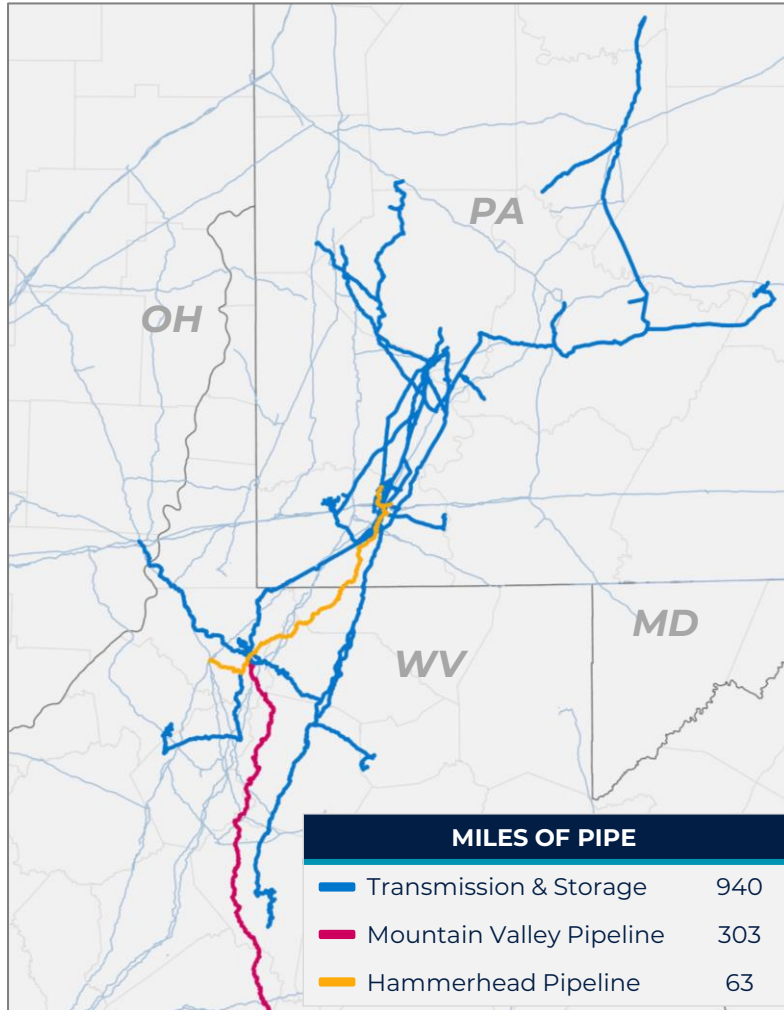 PA
OH
MD
WV
MILES OF PIPE
Transmission & Storage 940
Mountain Valley Pipeline 303
Hammerhead Pipeline 63